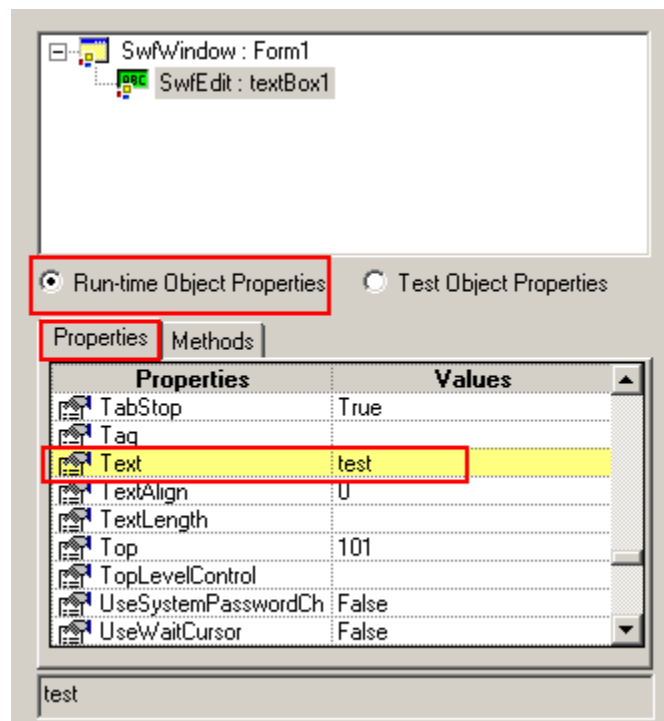 SwfWindow : Form1
ABC SwfEdit : textBox1
Run-time Object Properties Test Object Properties
Properties Methods
Properties Values
TabStop True
Tag
Text test
TextAlign 0
TextLength
Top 101
TopLevelControl
UseSystemPasswordCh False
UseWaitCursor False
test